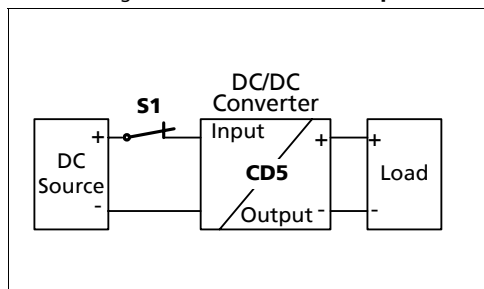 DC/DC
Converter
S1
Input
+
+
+
DC
Source
CD5
Load
-
Output
-
-